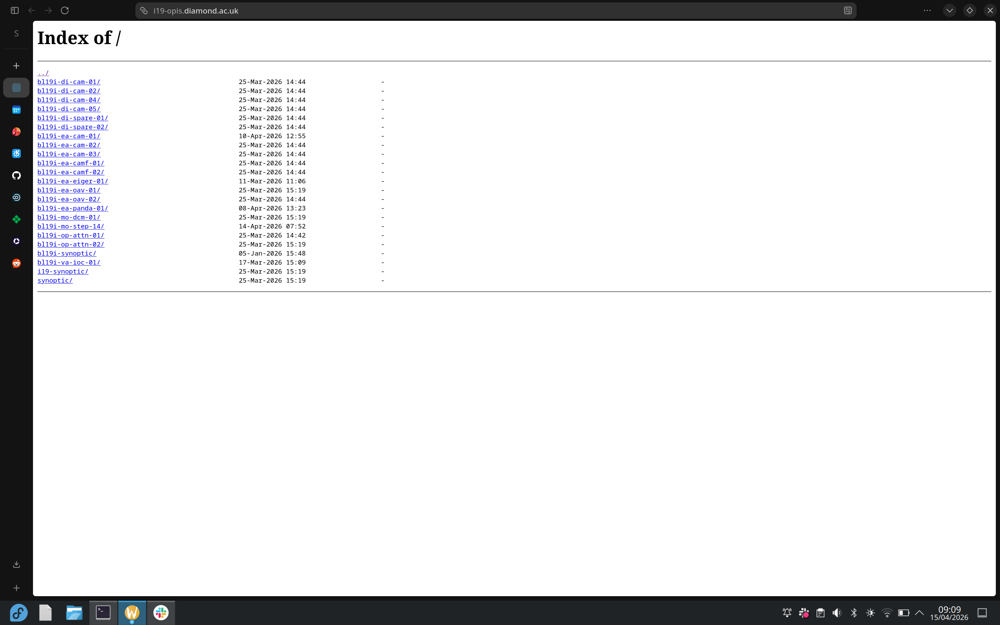 i19-opis.diamond.ac.uk
S
Index of /
../
bl19i-di-cam-01/ 25-Mar-2026 14:44 -
bl19i-di-cam-02/ 25-Mar-2026 14:44 -
bl19i-di-cam-04/ 25-Mar-2026 14:44 -
bl19i-di-cam-05/ 25-Mar-2026 14:44 -
bl19i-di-spare-01/ 25-Mar-2026 14:44 -
bl19i-di-spare-02/ 25-Mar-2026 14:44 -
bl19i-ea-cam-01/ 10-Apr-2026 12:55 -
bl19i-ea-cam-02/ 25-Mar-2026 14:44 -
bl19i-ea-cam-03/ 25-Mar-2026 14:44 -
bl19i-ea-camf-01/ 25-Mar-2026 14:44 -
bl19i-ea-camf-02/ 25-Mar-2026 14:44 -
bl19i-ea-eiger-01/ 11-Mar-2026 11:06 -
bl19i-ea-oav-01/ 25-Mar-2026 15:19 -
bl19i-ea-oav-02/ 25-Mar-2026 14:44 -
bl19i-ea-panda-01/ 08-Apr-2026 13:23 -
bl19i-mo-dcm-01/ 25-Mar-2026 15:19 -
bl19i-mo-step-14/ 14-Apr-2026 07:52 -
bl19i-op-attn-01/ 25-Mar-2026 14:42 -
bl19i-op-attn-02/ 25-Mar-2026 15:19 -
bl19i-synoptic/ 05-Jan-2026 15:48 -
bl19i-va-ioc-01/ 17-Mar-2026 15:09 -
i19-synoptic/ 25-Mar-2026 15:19 -
synoptic/ 25-Mar-2026 15:19 -
09:09
15/04/2026